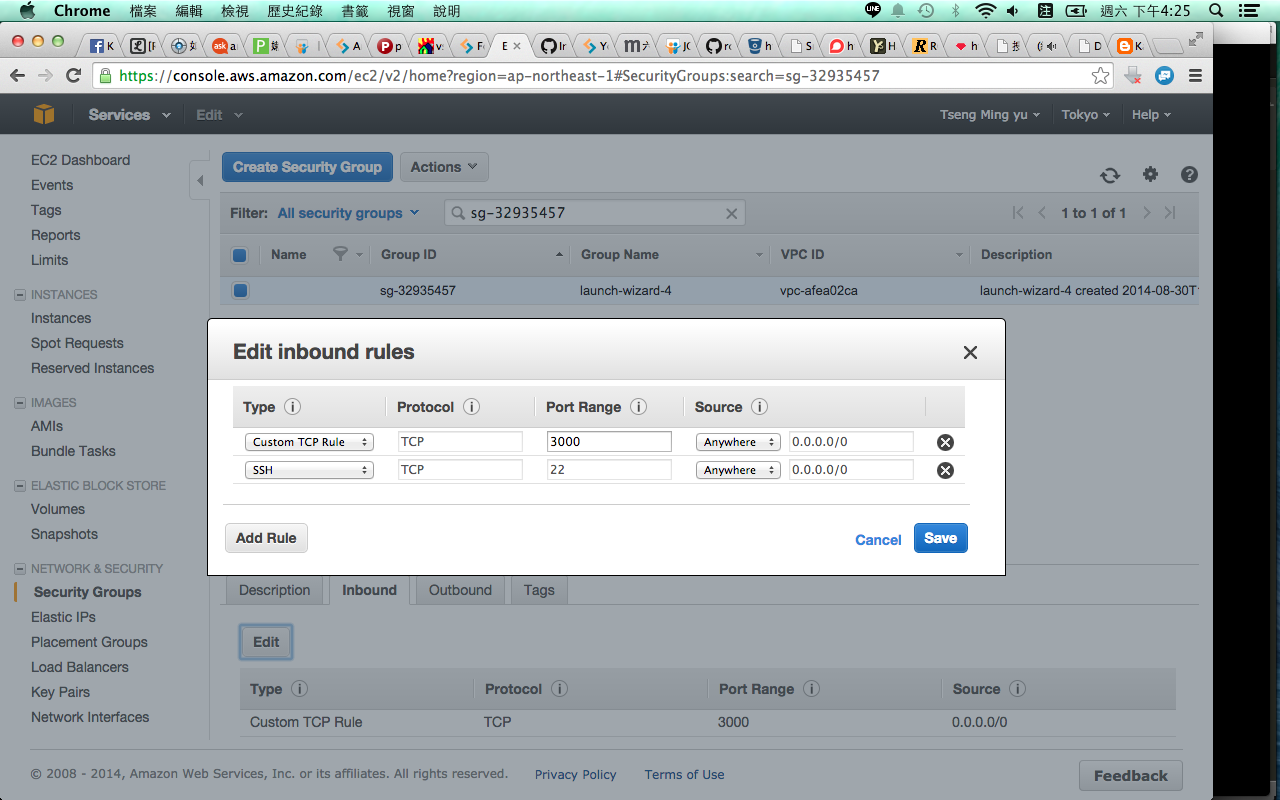 Chrome 檔案 編輯 檢視 歷史紀錄 書籤 視窗 說明 LINE 注 週六 下午4:25
https://console.aws.amazon.com/ec2/v2/home?region=ap-northeast-1#SecurityGroups:search=sg-32935457
Services Edit Tseng Ming yu Tokyo Help
EC2 Dashboard
Events
Tags
Reports
Limits
INSTANCES
Instances
Spot Requests
Reserved Instances
IMAGES
AMIs
Bundle Tasks
ELASTIC BLOCK STORE
Volumes
Snapshots
NETWORK & SECURITY
Security Groups
Elastic IPs
Placement Groups
Load Balancers
Key Pairs
Network Interfaces
Create Security Group Actions
Filter: All security groups sg-32935457 1 to 1 of 1
Name Group ID Group Name VPC ID Description
sg-32935457 launch-wizard-4 vpc-afea02ca launch-wizard-4 created 2014-08-30T
Edit inbound rules
Type Protocol Port Range Source
Custom TCP Rule TCP 3000 Anywhere 0.0.0.0/0
SSH TCP 22 Anywhere 0.0.0.0/0
Add Rule Cancel Save
Description Inbound Outbound Tags
Edit
Type Protocol Port Range Source
Custom TCP Rule TCP 3000 0.0.0.0/0
© 2008 - 2014, Amazon Web Services, Inc. or its affiliates. All rights reserved. Privacy Policy Terms of Use Feedback